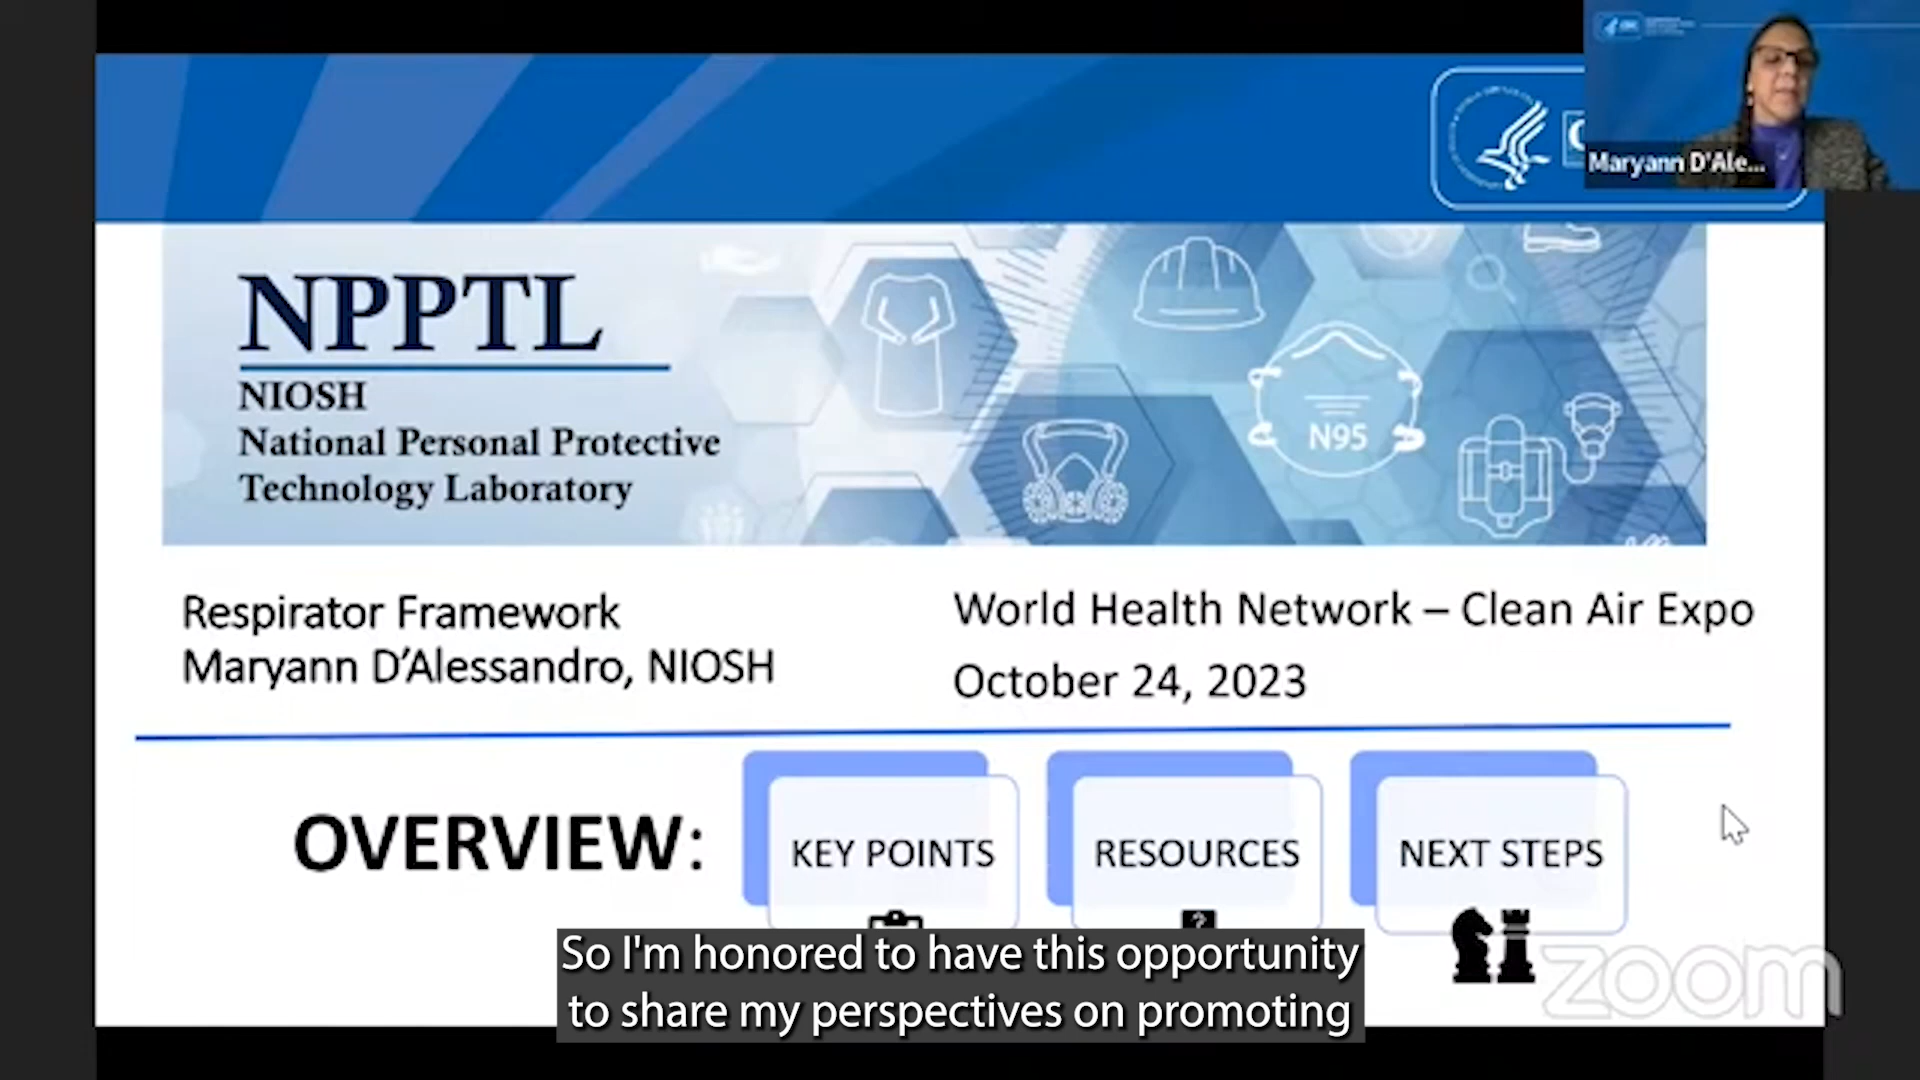 Maryann D'Ale...
NPPTL
NIOSH
National Personal Protective
Technology Laboratory
N95
Respirator Framework
Maryann D'Alessandro, NIOSH
World Health Network – Clean Air Expo
October 24, 2023
OVERVIEW:
KEY POINTS
RESOURCES
NEXT STEPS
?
So I'm honored to have this opportunity
to share my perspectives on promoting
zoom